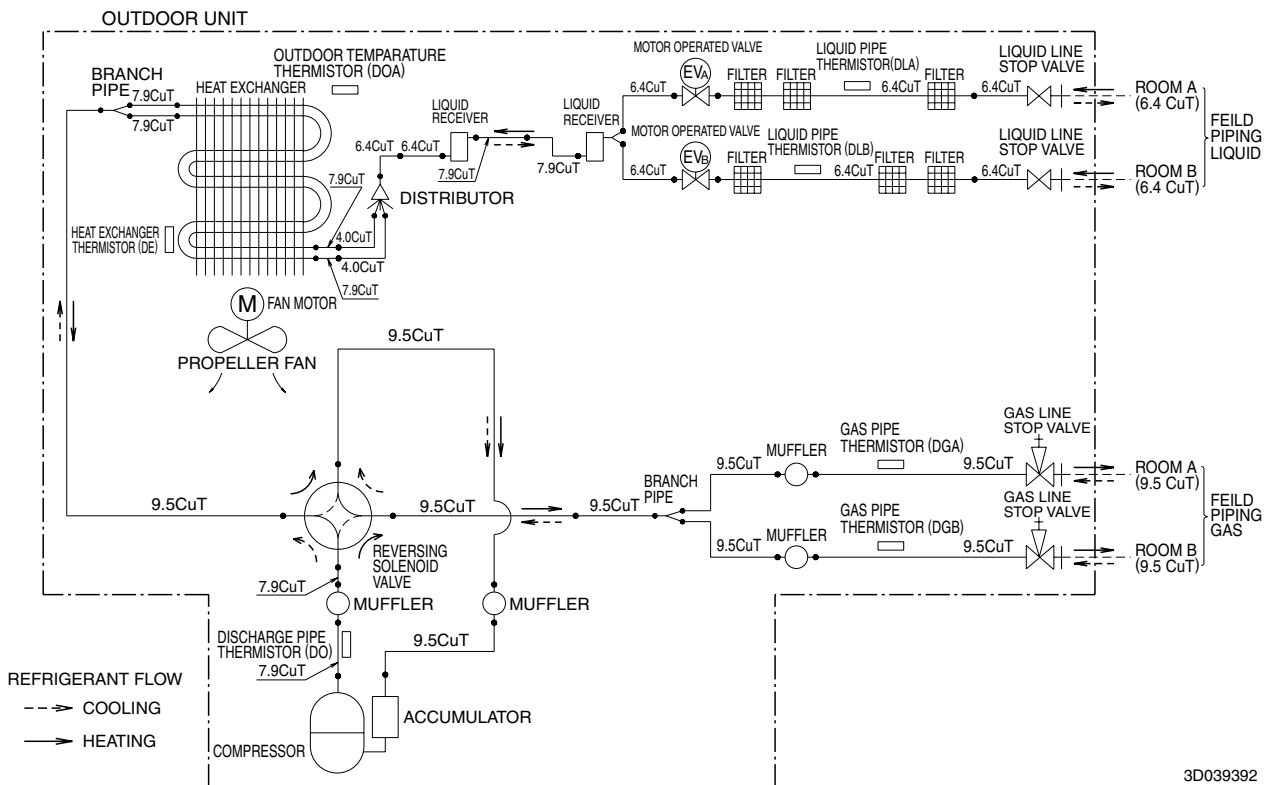 OUTDOOR UNIT
OUTDOOR TEMPARATURE
THERMISTOR (DOA)
BRANCH
PIPE
7.9CuT
7.9CuT
HEAT EXCHANGER
LIQUID
RECEIVER
6.4CuT
6.4CuT
7.9CuT
LIQUID
RECEIVER
7.9CuT
DISTRIBUTOR
7.9CuT
4.0CuT
4.0CuT
7.9CuT
HEAT EXCHANGER
THERMISTOR (DE)
M
FAN MOTOR
PROPELLER FAN
MOTOR OPERATED VALVE
EVA
6.4CuT
FILTER
FILTER
LIQUID PIPE
THERMISTOR(DLA)
6.4CuT
FILTER
6.4CuT
LIQUID LINE
STOP VALVE
ROOM A
(6.4 CuT)
MOTOR OPERATED VALVE
EVB
6.4CuT
FILTER
LIQUID PIPE
THERMISTOR (DLB)
6.4CuT
FILTER
FILTER
6.4CuT
LIQUID LINE
STOP VALVE
ROOM B
(6.4 CuT)
FEILD
PIPING
LIQUID
9.5CuT
9.5CuT
9.5CuT
9.5CuT
BRANCH
PIPE
9.5CuT
MUFFLER
GAS PIPE
THERMISTOR (DGA)
9.5CuT
GAS LINE
STOP VALVE
ROOM A
(9.5 CuT)
9.5CuT
MUFFLER
GAS PIPE
THERMISTOR (DGB)
9.5CuT
GAS LINE
STOP VALVE
ROOM B
(9.5 CuT)
FEILD
PIPING
GAS
REVERSING
SOLENOID
VALVE
7.9CuT
MUFFLER
MUFFLER
DISCHARGE PIPE
THERMISTOR (DO)
7.9CuT
9.5CuT
ACCUMULATOR
COMPRESSOR
REFRIGERANT FLOW
COOLING
HEATING
3D039392